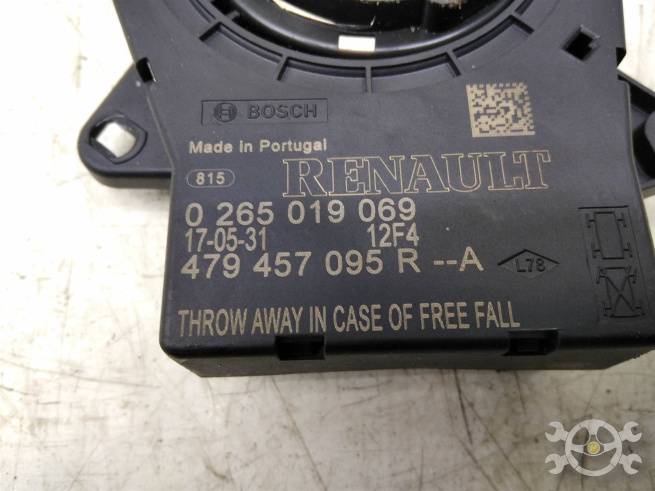 BOSCH
Made in Portugal
815
RENAULT
0 265 019 069
17-05-31 12F4
479 457 095 R --A
L78
THROW AWAY IN CASE OF FREE FALL